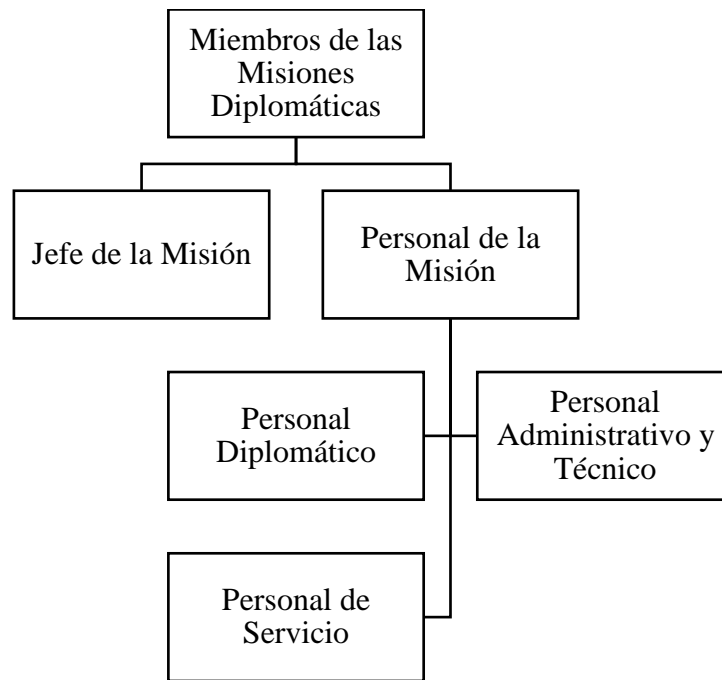 Miembros de las
Misiones
Diplomáticas
Jefe de la Misión
Personal de la
Misión
Personal
Diplomático
Personal
Administrativo y
Técnico
Personal de
Servicio